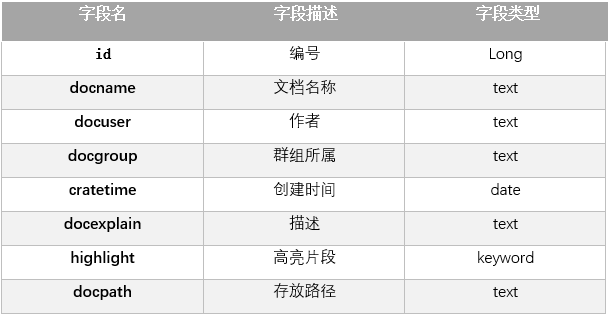 字段名 字段描述 字段类型
id 编号 Long
docname 文档名称 text
docuser 作者 text
docgroup 群组所属 text
cratetime 创建时间 date
docexplain 描述 text
highlight 高亮片段 keyword
docpath 存放路径 text